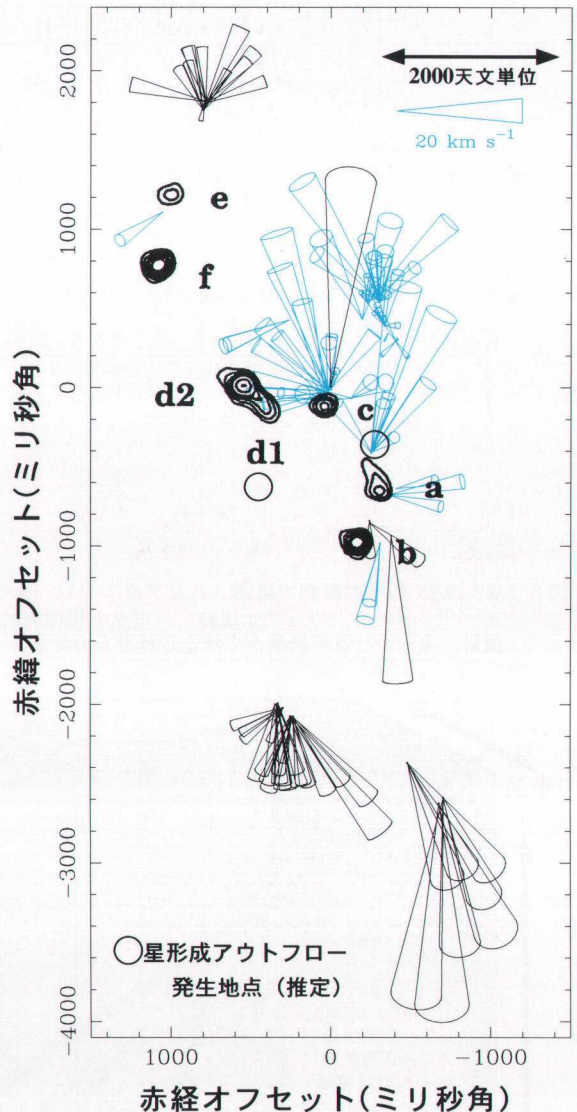 2000天文単位
20 km s⁻¹
e
f
d2
c
d1
a
b
○星形成アウトフロー
発生地点（推定）
赤緯オフセット(ミリ秒角)
2000
1000
0
−1000
−2000
−3000
−4000
1000
0
−1000
赤経オフセット(ミリ秒角)